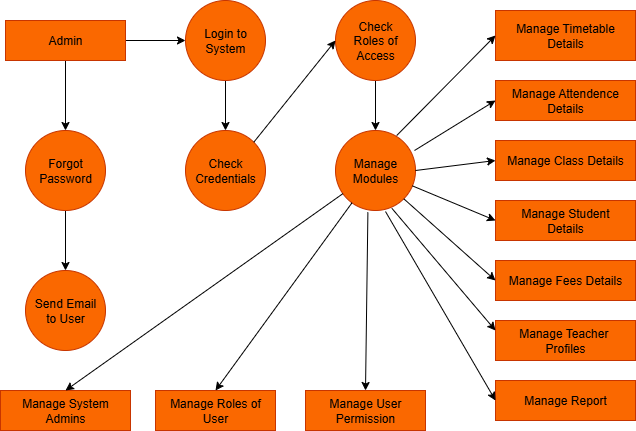 Admin
Login to
System
Check
Roles of
Access
Manage Timetable
Details
Manage Attendence
Details
Forgot
Password
Check
Credentials
Manage
Modules
Manage Class Details
Manage Student
Details
Manage Fees Details
Send Email
to User
Manage Teacher
Profiles
Manage System
Admins
Manage Roles of
User
Manage User
Permission
Manage Report